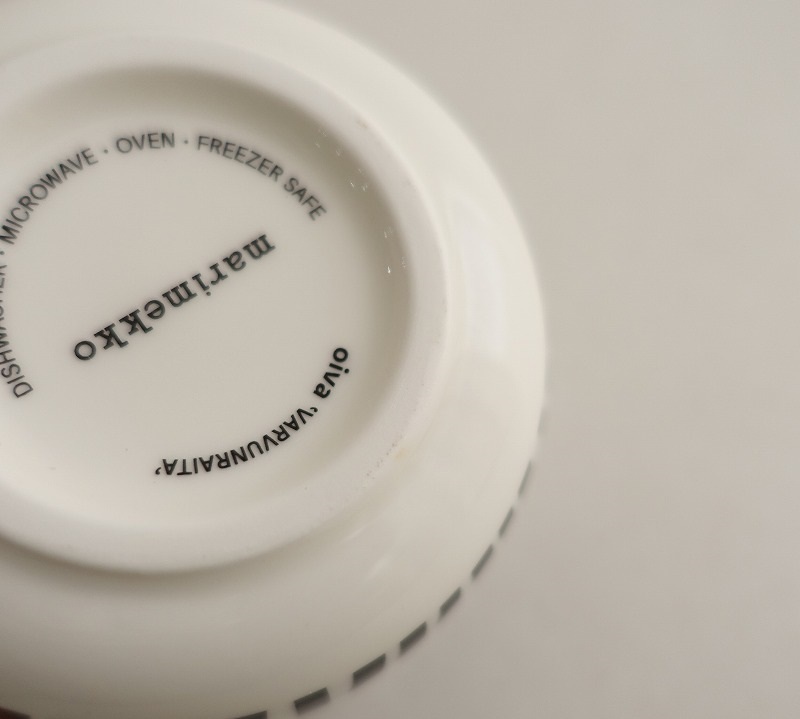 DISHWASHER · MICROWAVE · OVEN · FREEZER SAFE
marimekko
oiva 'VARVUNRAITA'